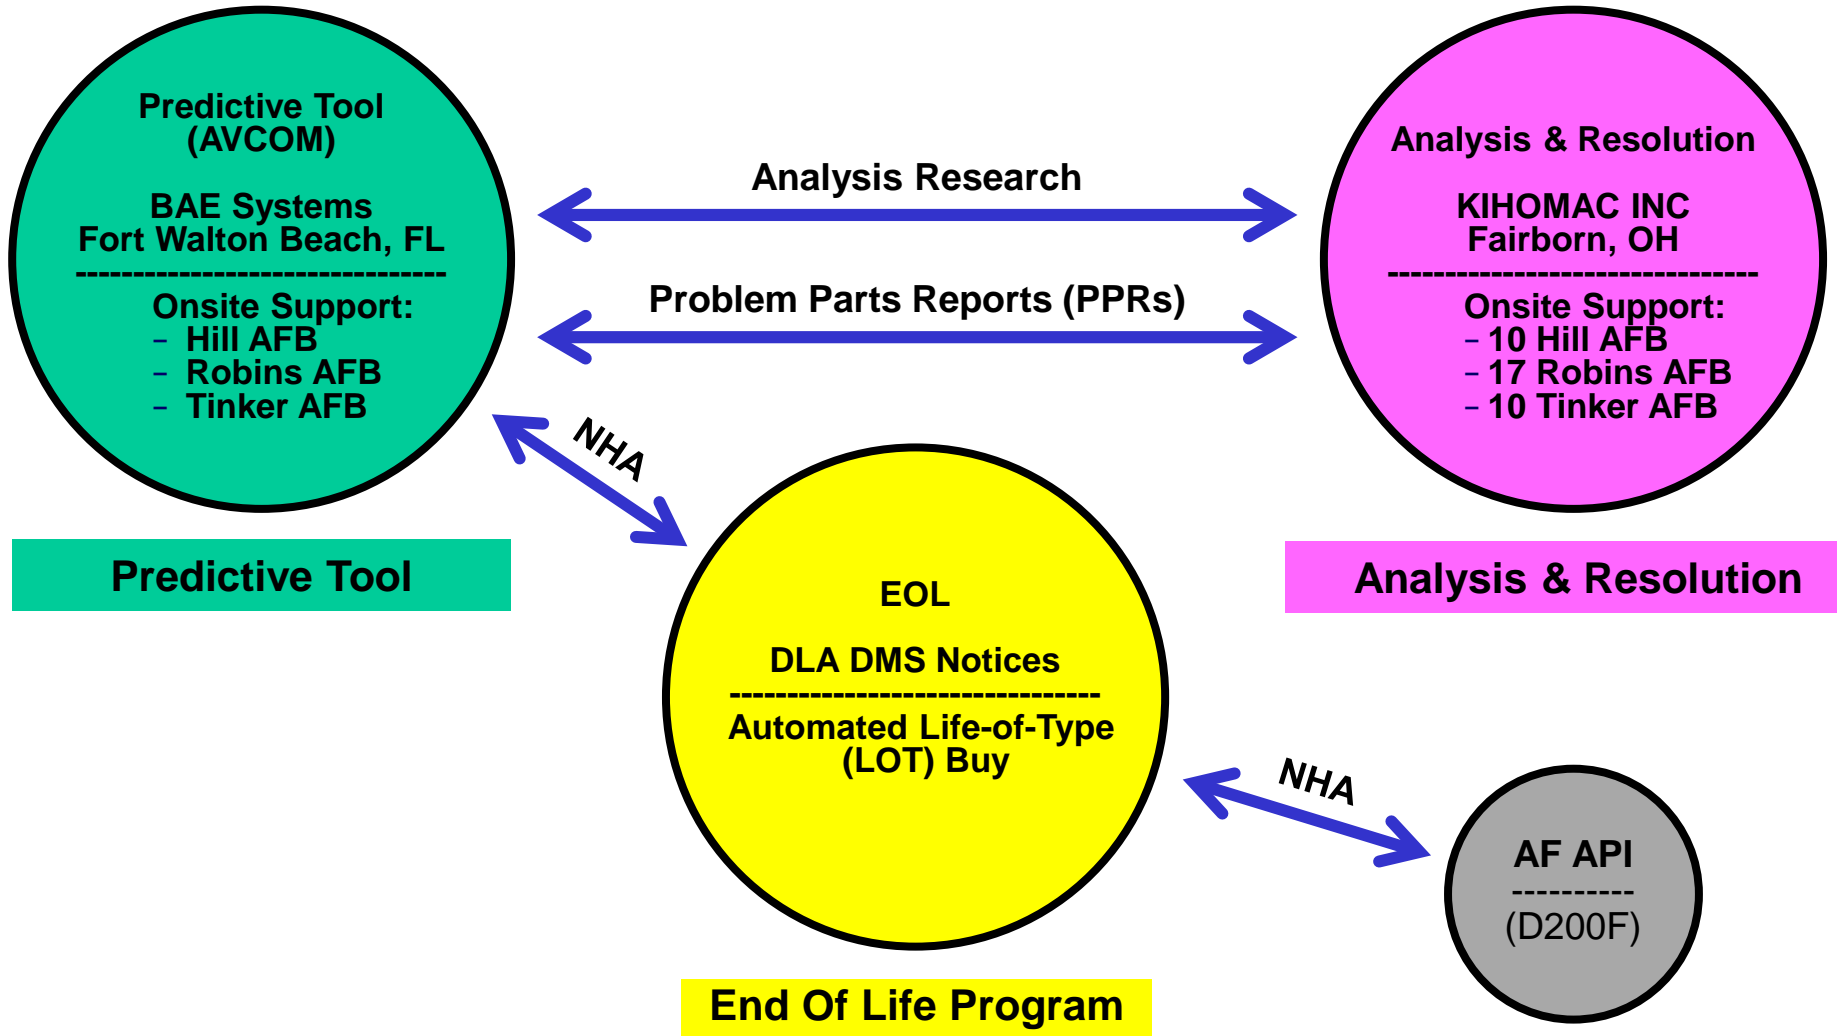 Predictive Tool
(AVCOM)
BAE Systems
Fort Walton Beach, FL
--------------------------------
Onsite Support:
– Hill AFB
– Robins AFB
– Tinker AFB
Predictive Tool
Analysis Research
Problem Parts Reports (PPRs)
Analysis & Resolution
KIHOMAC INC
Fairborn, OH
--------------------------------
Onsite Support:
– 10 Hill AFB
– 17 Robins AFB
– 10 Tinker AFB
Analysis & Resolution
NHA
EOL
DLA DMS Notices
--------------------------------
Automated Life-of-Type
(LOT) Buy
End Of Life Program
NHA
AF API
----------
(D200F)